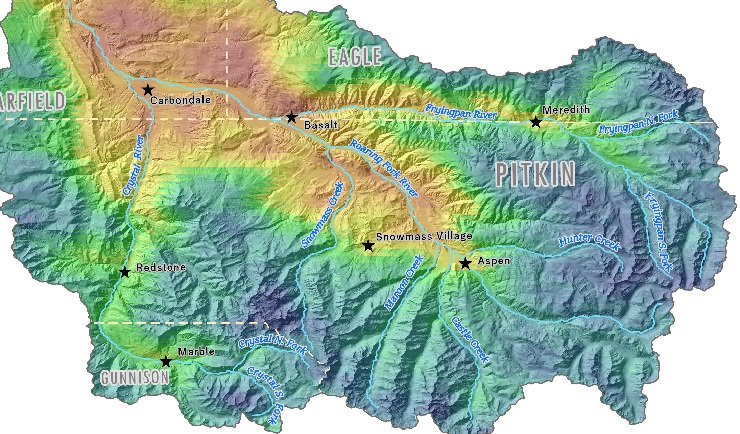 EAGLE
ARFIELD
Carbondale
Fryingpan River
Meredith
Basalt
Fryingpan N. Fork
Crystal River
Roaring Fork River
PITKIN
Snowmass Creek
Fryingpan S. Fork
Snowmass Village
Hunter Creek
Redstone
Maroon Creek
Aspen
Castle Creek
Marble
Crystal N. Fork
GUNNISON
Crystal S. Fork